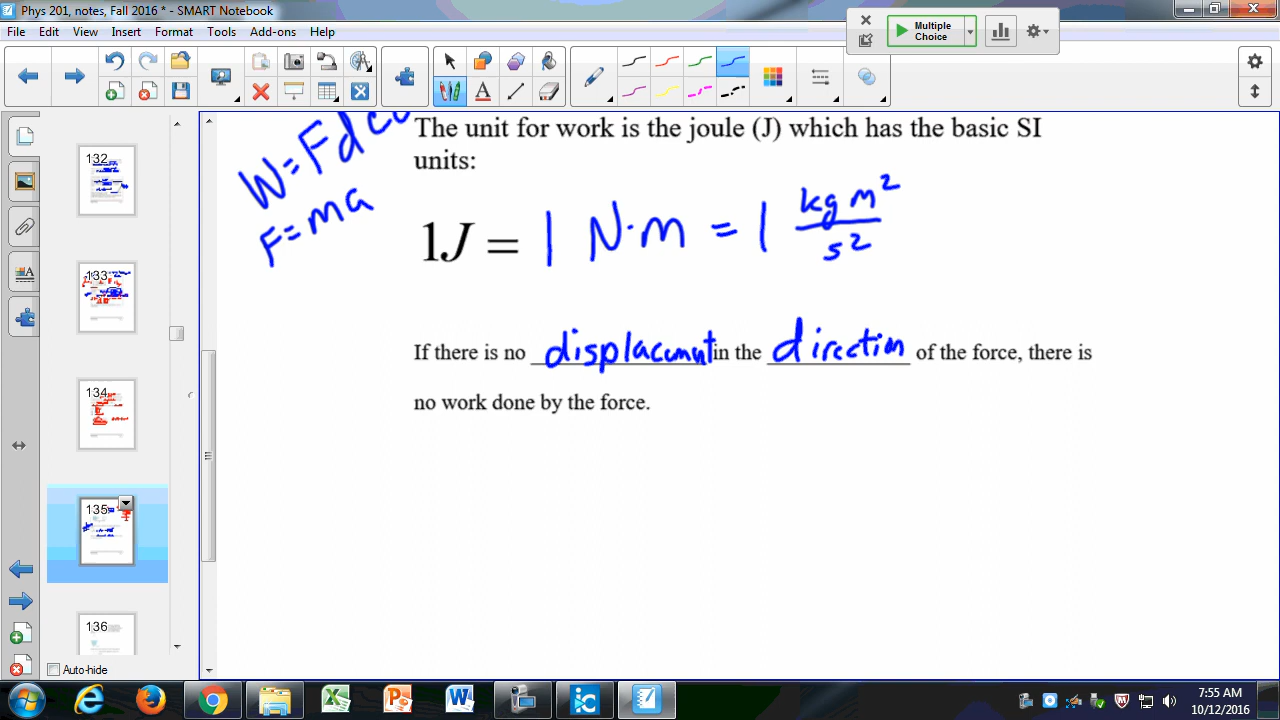 Phys 201, notes, Fall 2016 * - SMART Notebook
File Edit View Insert Format Tools Add-ons Help
Multiple
Choice
132
133
134
135
136
Auto-hide
W=Fd
F=ma
The unit for work is the joule (J) which has the basic SI
units:
1J = 1 N·m = 1 kg m²
s²
If there is no displacement in the direction of the force, there is
no work done by the force.
7:55 AM
10/12/2016